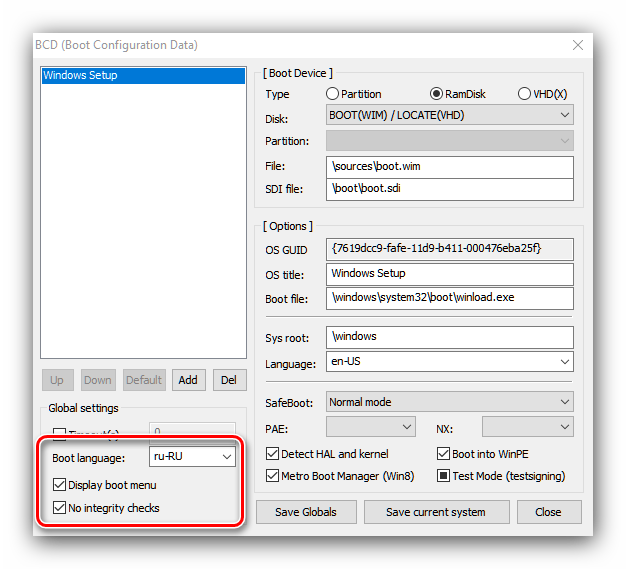 BCD (Boot Configuration Data)
Windows Setup
Up Down Default Add Del
Global settings
Timeout(s) 0
Boot language: ru-RU
Display boot menu
No integrity checks
[ Boot Device ]
Type Partition RamDisk VHD(X)
Disk: BOOT(WIM) / LOCATE(VHD)
Partition:
File: \sources\boot.wim
SDI file: \boot\boot.sdi
[ Options ]
OS GUID {7619dcc9-fafe-11d9-b411-000476eba25f}
OS title: Windows Setup
Boot file: \windows\system32\boot\winload.exe
Sys root: \windows
Language: en-US
SafeBoot: Normal mode
PAE: NX:
Detect HAL and kernel Boot into WinPE
Metro Boot Manager (Win8) Test Mode (testsigning)
Save Globals Save current system Close